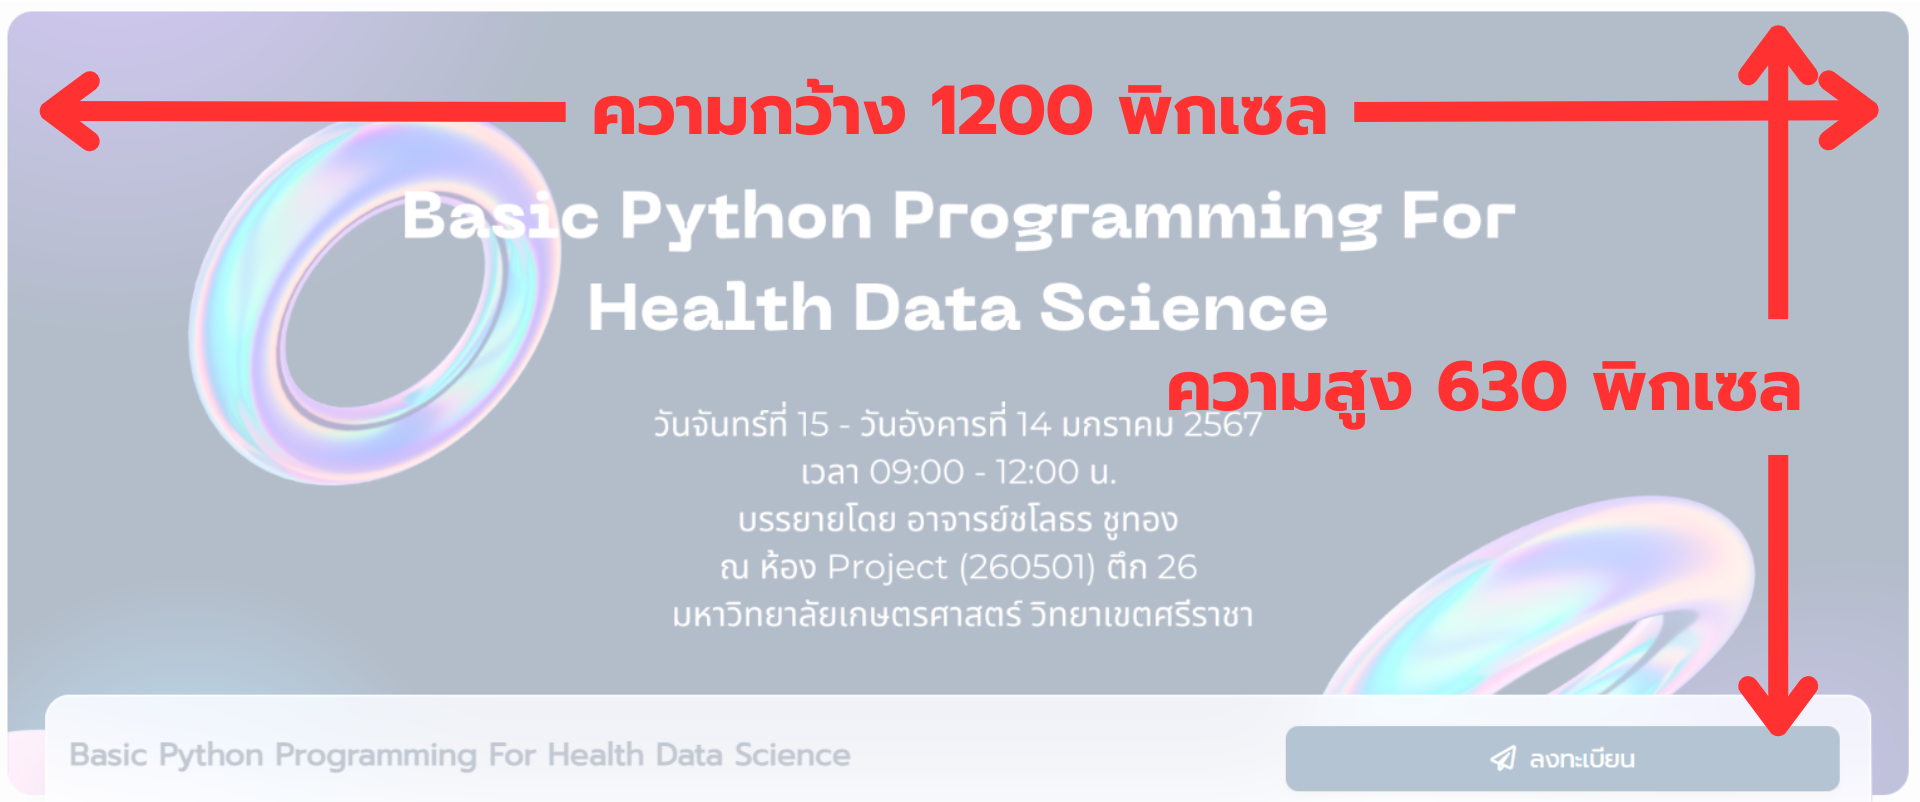 ความกว้าง 1200 พิกเซล
Basic Python Programming For
Health Data Science
ความสูง 630 พิกเซล
วันจันทร์ที่ 15 - วันอังคารที่ 14 มกราคม 2567
เวลา 09:00 - 12:00 น.
บรรยายโดย อาจารย์ชโลธร ชูทอง
ณ ห้อง Project (260501) ตึก 26
มหาวิทยาลัยเกษตรศาสตร์ วิทยาเขตศรีราชา
Basic Python Programming For Health Data Science
ลงทะเบียน